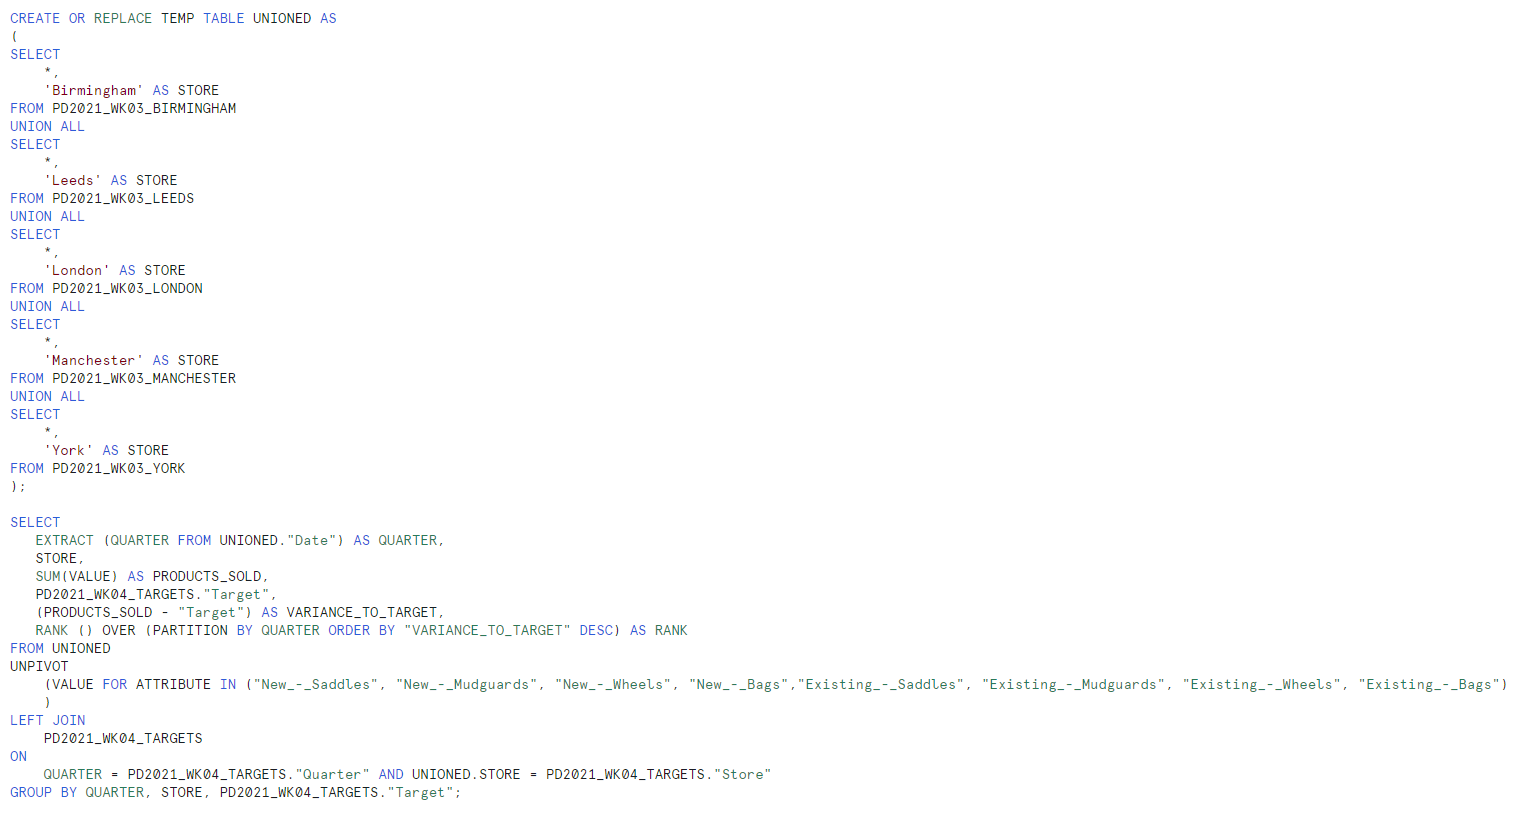 CREATE OR REPLACE TEMP TABLE UNIONED AS
(
SELECT
    *,
    'Birmingham' AS STORE
FROM PD2021_WK03_BIRMINGHAM
UNION ALL
SELECT
    *,
    'Leeds' AS STORE
FROM PD2021_WK03_LEEDS
UNION ALL
SELECT
    *,
    'London' AS STORE
FROM PD2021_WK03_LONDON
UNION ALL
SELECT
    *,
    'Manchester' AS STORE
FROM PD2021_WK03_MANCHESTER
UNION ALL
SELECT
    *,
    'York' AS STORE
FROM PD2021_WK03_YORK
);

SELECT
   EXTRACT (QUARTER FROM UNIONED."Date") AS QUARTER,
   STORE,
   SUM(VALUE) AS PRODUCTS_SOLD,
   PD2021_WK04_TARGETS."Target",
   (PRODUCTS_SOLD - "Target") AS VARIANCE_TO_TARGET,
   RANK () OVER (PARTITION BY QUARTER ORDER BY "VARIANCE_TO_TARGET" DESC) AS RANK
FROM UNIONED
UNPIVOT
    (VALUE FOR ATTRIBUTE IN ("New_-_Saddles", "New_-_Mudguards", "New_-_Wheels", "New_-_Bags","Existing_-_Saddles", "Existing_-_Mudguards", "Existing_-_Wheels", "Existing_-_Bags")
    )
LEFT JOIN
    PD2021_WK04_TARGETS
ON
    QUARTER = PD2021_WK04_TARGETS."Quarter" AND UNIONED.STORE = PD2021_WK04_TARGETS."Store"
GROUP BY QUARTER, STORE, PD2021_WK04_TARGETS."Target";